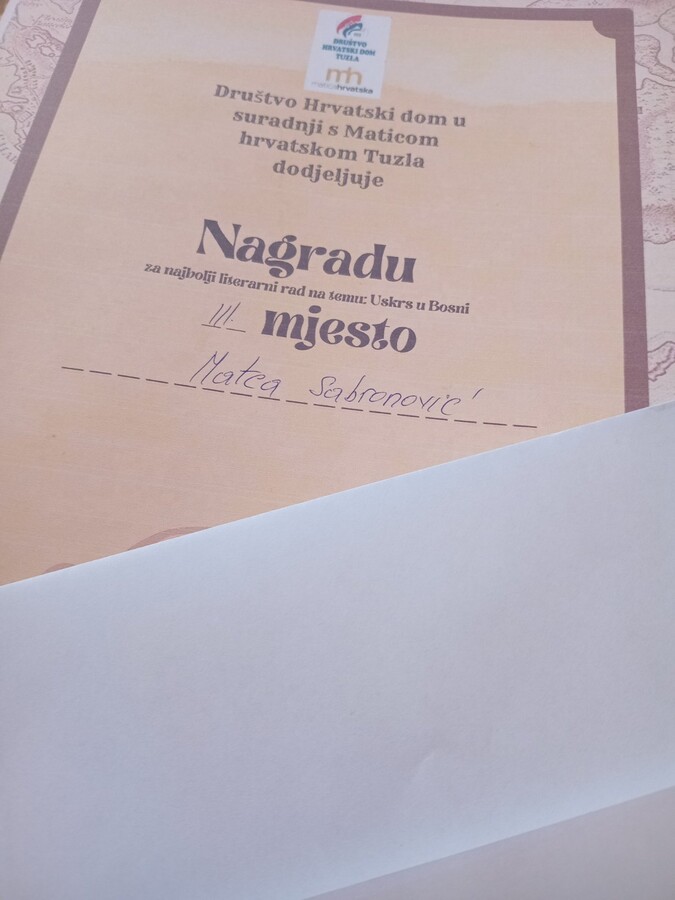 DRUŠTVO
HRVATSKI DOM
TUZLA
mh
maticahrvatska
Društvo Hrvatski dom u
suradnji s Maticom
hrvatskom Tuzla
dodjeljuje
Nagradu
za najbolji literarni rad na temu: Uskrs u Bosni
III. mjesto
Matea Sabronović